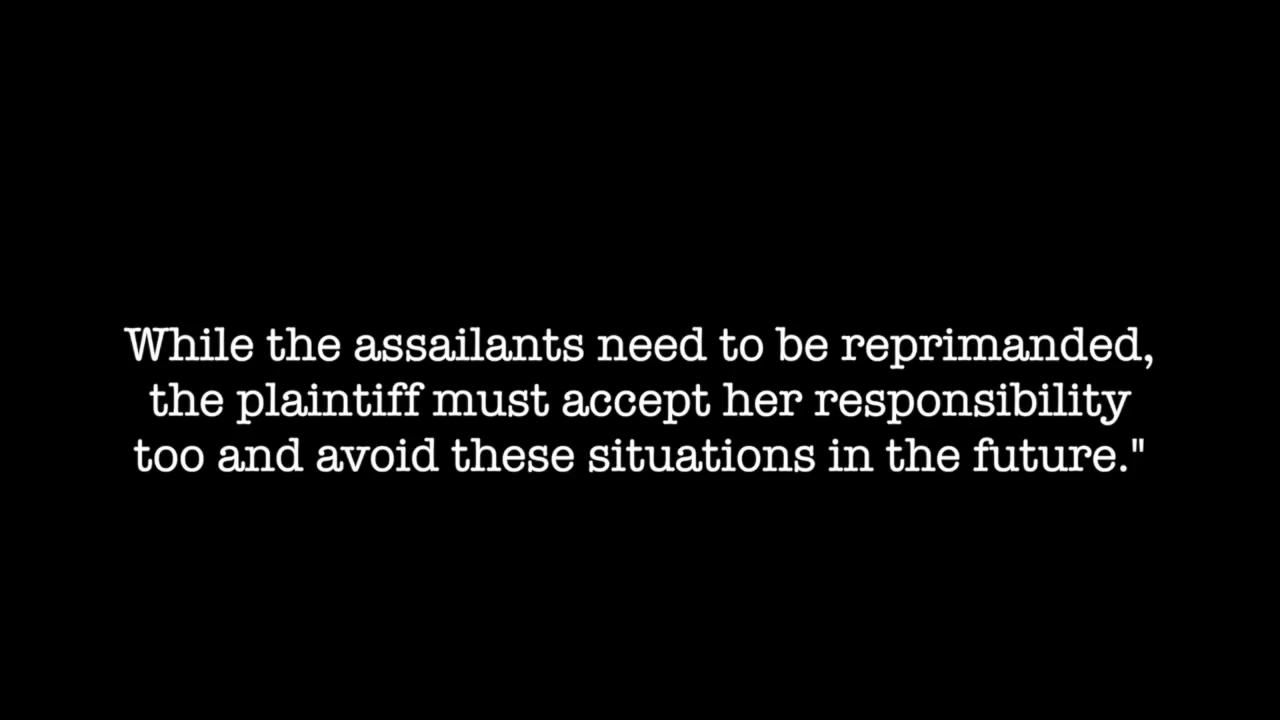 While the assailants need to be reprimanded,
the plaintiff must accept her responsibility
too and avoid these situations in the future."